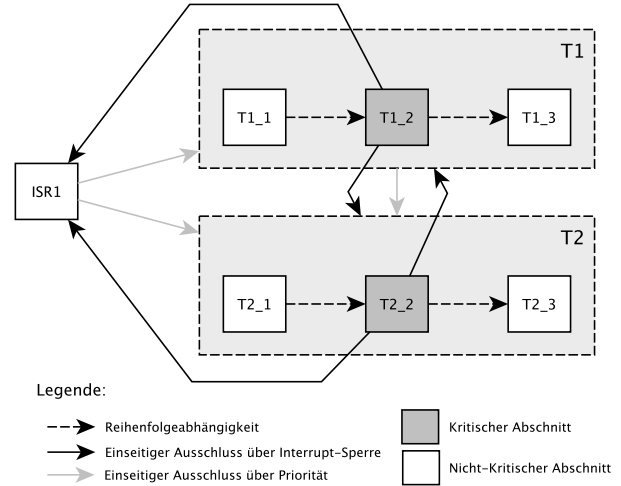 T1
T1_1
T1_2
T1_3
ISR1
T2
T2_1
T2_2
T2_3
Legende:
Reihenfolgeabhängigkeit
Einseitiger Ausschluss über Interrupt-Sperre
Einseitiger Ausschluss über Priorität
Kritischer Abschnitt
Nicht-Kritischer Abschnitt